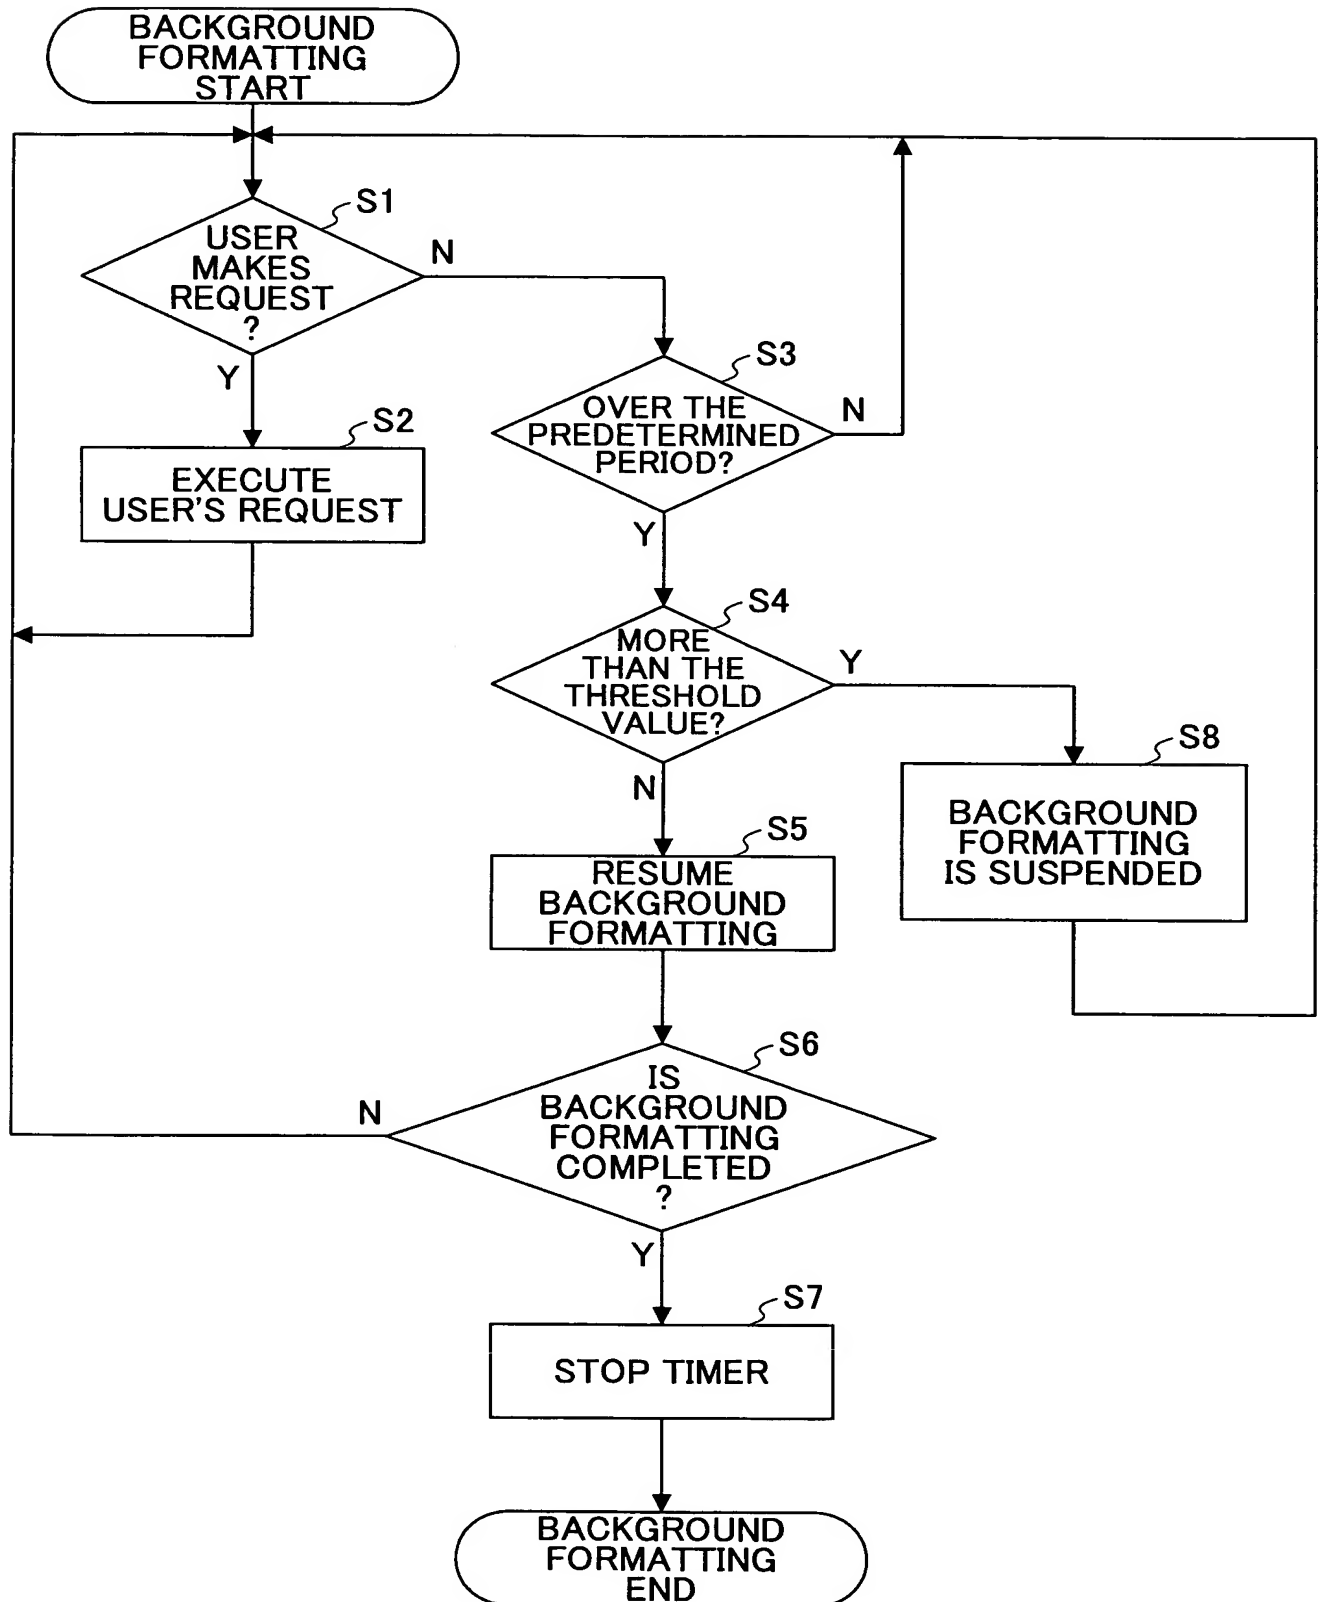 BACKGROUND
FORMATTING
START
S1
USER
MAKES
REQUEST
?
N
Y
S2
EXECUTE
USER'S REQUEST
S3
OVER THE
PREDETERMINED
PERIOD?
N
Y
S4
MORE
THAN THE
THRESHOLD
VALUE?
Y
N
S8
BACKGROUND
FORMATTING
IS SUSPENDED
S5
RESUME
BACKGROUND
FORMATTING
S6
IS
BACKGROUND
FORMATTING
COMPLETED
?
N
Y
S7
STOP TIMER
BACKGROUND
FORMATTING
END